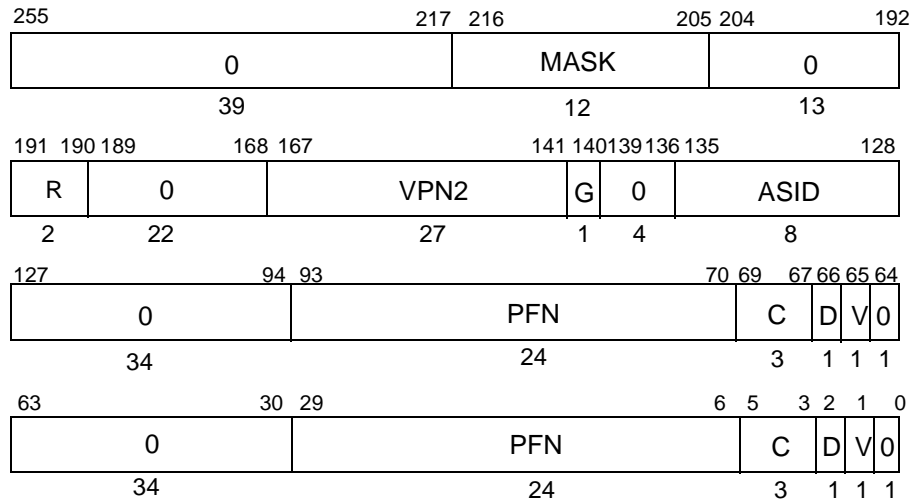 255 217 216 205 204 192
0 MASK 0
39 12 13
191 190 189 168 167 141 140 139 136 135 128
R 0 VPN2 G 0 ASID
2 22 27 1 4 8
127 94 93 70 69 67 66 65 64
0 PFN C D V 0
34 24 3 1 1 1
63 30 29 6 5 3 2 1 0
0 PFN C D V 0
34 24 3 1 1 1